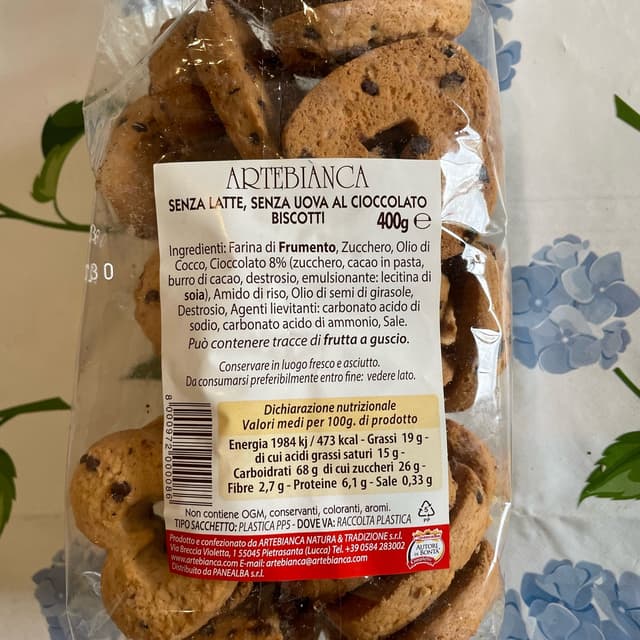 ARTEBIANCA
SENZA LATTE, SENZA UOVA AL CIOCCOLATO
BISCOTTI
400g e
Ingredienti: Farina di Frumento, Zucchero, Olio di
Cocco, Cioccolato 8% (zucchero, cacao in pasta,
burro di cacao, destrosio, emulsionante: lecitina di
soia), Amido di riso, Olio di semi di girasole,
Destrosio, Agenti lievitanti: carbonato acido di
sodio, carbonato acido di ammonio, Sale.
Può contenere tracce di frutta a guscio.
Conservare in luogo fresco e asciutto.
Da consumarsi preferibilmente entro fine: vedere lato.
Dichiarazione nutrizionale
Valori medi per 100g. di prodotto
Energia 1984 kj / 473 kcal - Grassi 19 g -
di cui acidi grassi saturi 15 g -
Carboidrati 68 g di cui zuccheri 26 g -
Fibre 2,7 g - Proteine 6,1 g - Sale 0,33 g
Non contiene OGM, conservanti, coloranti, aromi.
TIPO SACCHETTO; PLASTICA PP5 - DOVE VA: RACCOLTA PLASTICA
5
PP
Prodotto e confezionato da ARTEBIANCA NATURA & TRADIZIONE s.r.l.
Via Breccia Violetta, 1 55045 Pietrasanta (Lucca) Tel. +39 0584 283002
www.artebianca.com E-mail: artebianca@artebianca.com
Distribuito da PANEALBA s.r.l.
AUTORI
DI BONTÀ